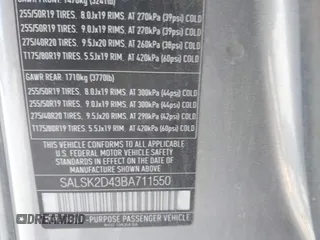 1470kg (3241lb)
255/50R19 TIRES. 8.0Jx19 RIMS. AT 270kPa (39psi) COLD
255/50R19 TIRES. 9.0Jx19 RIMS. AT 270kPa (39psi) COLD
275/40R20 TIRES. 9.5Jx20 RIMS. AT 260kPa (38psi) COLD
T175/80R19 TIRES. 5.5Jx19 RIMS. AT 420kPa (60psi) COLD
GAWR REAR: 1710kg (3770lb)
255/50R19 TIRES. 8.0Jx19 RIMS. AT 300kPa (44psi) COLD
255/50R19 TIRES. 9.0Jx19 RIMS. AT 300kPa (44psi) COLD
275/40R20 TIRES. 9.5Jx20 RIMS. AT 290kPa (42psi) COLD
T175/80R19 TIRES. 5.5Jx19 RIMS. AT 420kPa (60psi) COLD
THIS VEHICLE CONFORMS TO ALL APPLICABLE
U.S. FEDERAL MOTOR VEHICLE SAFETY
STANDARDS IN EFFECT ON THE DATE OF
MANUFACTURE SHOWN ABOVE
SALSK2D43BA711550
-PURPOSE PASSENGER VEHICLE